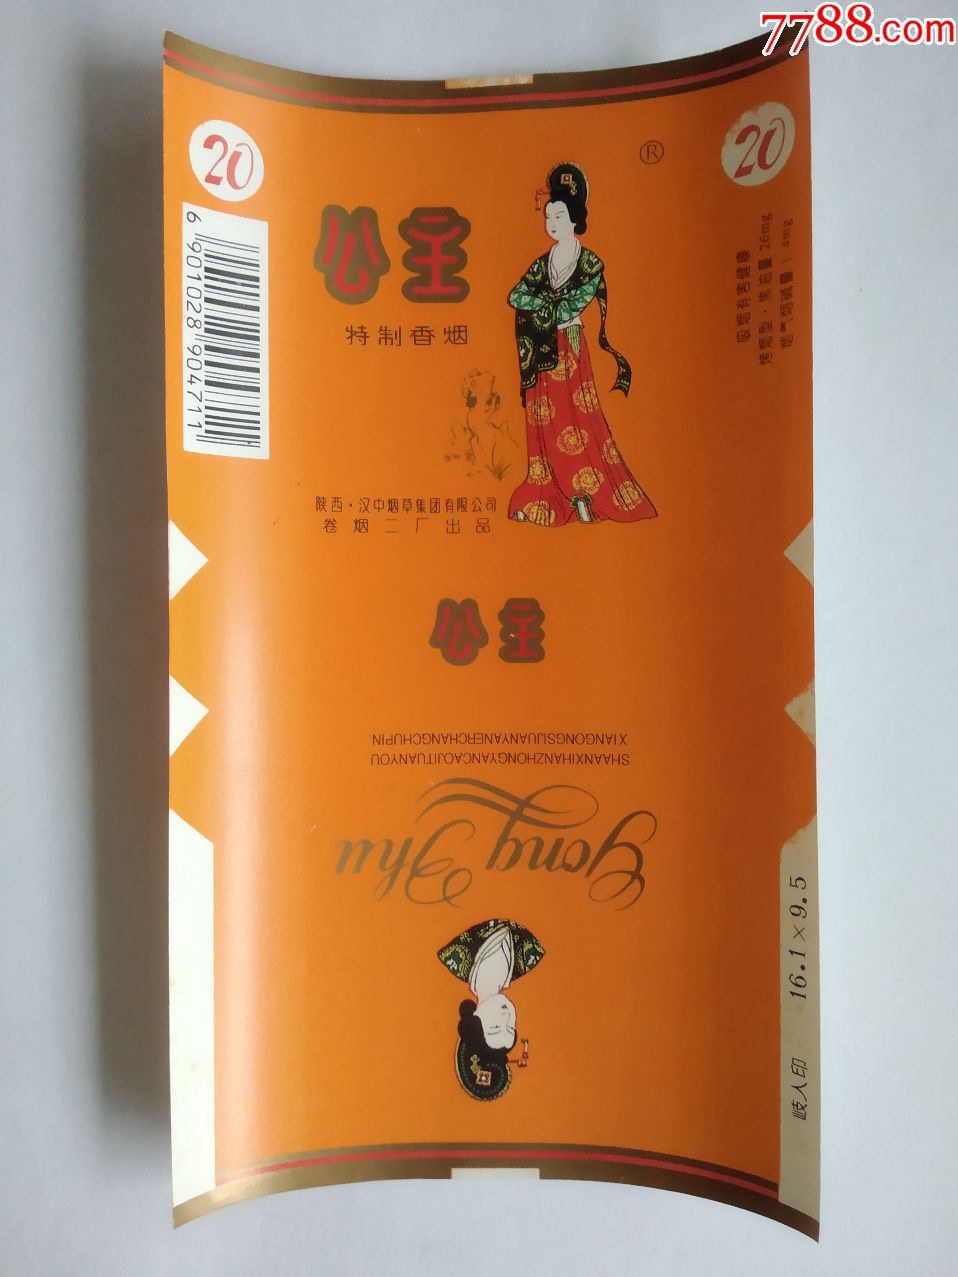 7788.com
20
20
®
6 901028 904711
公主
特制香烟
吸烟有害健康
烤烟型·焦油量 26mg
烟气烟碱量 1.4mg
陕西·汉中烟草集团有限公司
卷烟二厂出品
公主
SHAANXIHANZHONGYANCAOJITUANYOU
XIANGONGSIJUANYANERCHANGCHUPIN
Gong Zhu
岐人印 16.1×9.5